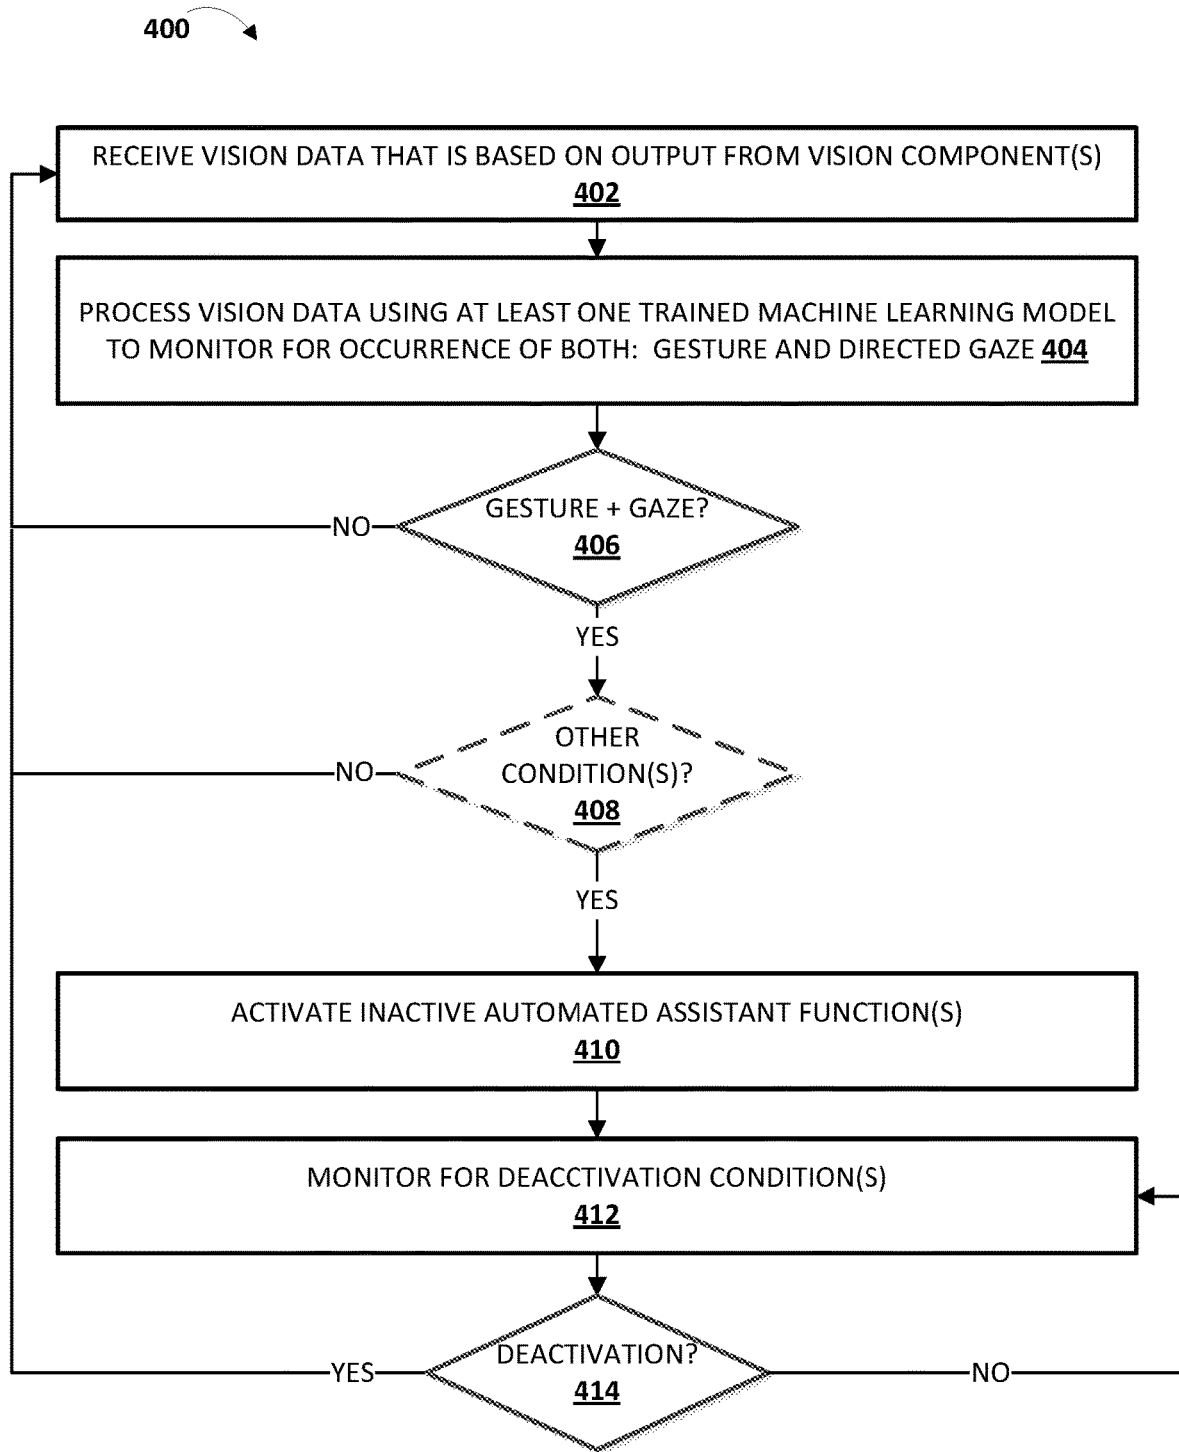 400
RECEIVE VISION DATA THAT IS BASED ON OUTPUT FROM VISION COMPONENT(S)
402
PROCESS VISION DATA USING AT LEAST ONE TRAINED MACHINE LEARNING MODEL
TO MONITOR FOR OCCURRENCE OF BOTH: GESTURE AND DIRECTED GAZE 404
GESTURE + GAZE?
406
NO
YES
OTHER
CONDITION(S)?
408
NO
YES
ACTIVATE INACTIVE AUTOMATED ASSISTANT FUNCTION(S)
410
MONITOR FOR DEACCTIVATION CONDITION(S)
412
DEACTIVATION?
414
YES
NO